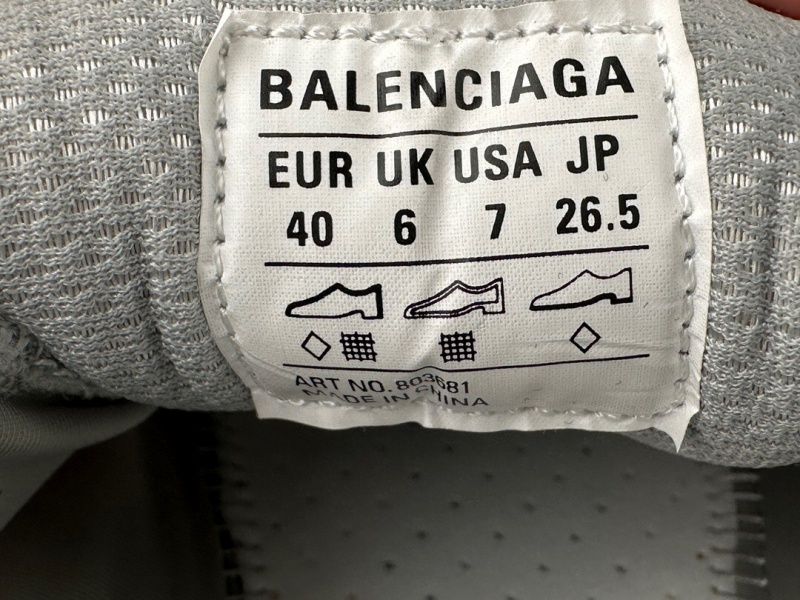 BALENCIAGA
EUR UK USA JP
40 6 7 26.5
ART NO. 803681
MADE IN CHINA